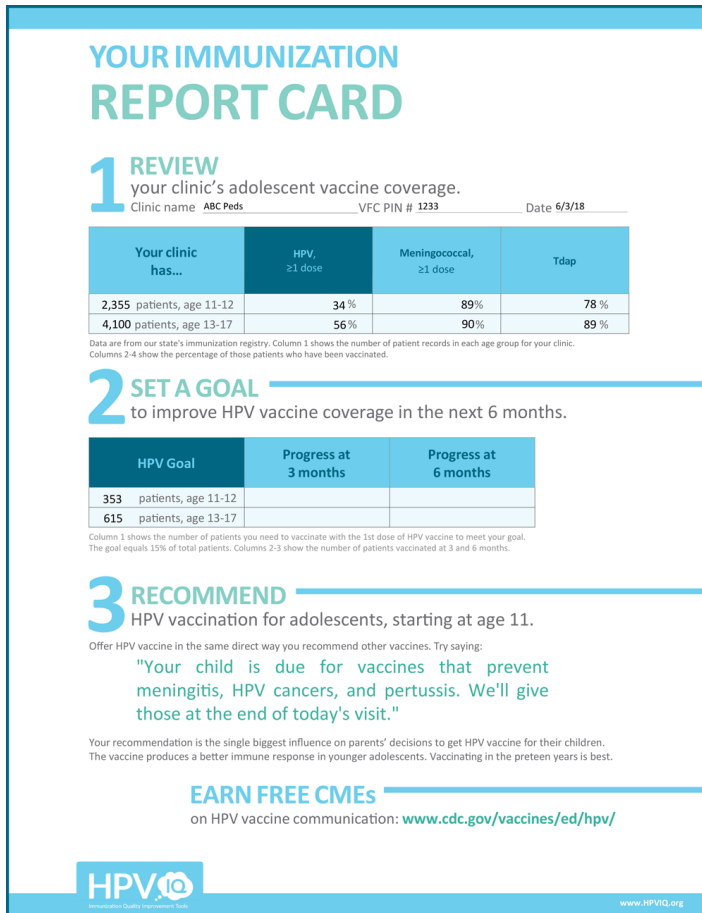 YOUR IMMUNIZATION
REPORT CARD
1 REVIEW
your clinic's adolescent vaccine coverage.
Clinic name ABC Peds VFC PIN # 1233 Date 6/3/18
Your clinic has... HPV, ≥1 dose Meningococcal, ≥1 dose Tdap
2,355 patients, age 11-12 34 % 89% 78 %
4,100 patients, age 13-17 56% 90% 89 %
Data are from our state's immunization registry. Column 1 shows the number of patient records in each age group for your clinic.
Columns 2-4 show the percentage of those patients who have been vaccinated.
2 SET A GOAL
to improve HPV vaccine coverage in the next 6 months.
HPV Goal Progress at 3 months Progress at 6 months
353 patients, age 11-12
615 patients, age 13-17
Column 1 shows the number of patients you need to vaccinate with the 1st dose of HPV vaccine to meet your goal.
The goal equals 15% of total patients. Columns 2-3 show the number of patients vaccinated at 3 and 6 months.
3 RECOMMEND
HPV vaccination for adolescents, starting at age 11.
Offer HPV vaccine in the same direct way you recommend other vaccines. Try saying:
"Your child is due for vaccines that prevent
meningitis, HPV cancers, and pertussis. We'll give
those at the end of today's visit."
Your recommendation is the single biggest influence on parents' decisions to get HPV vaccine for their children.
The vaccine produces a better immune response in younger adolescents. Vaccinating in the preteen years is best.
EARN FREE CMEs
on HPV vaccine communication: www.cdc.gov/vaccines/ed/hpv/
HPV IQ
Immunization Quality Improvement Tools
www.HPVIQ.org